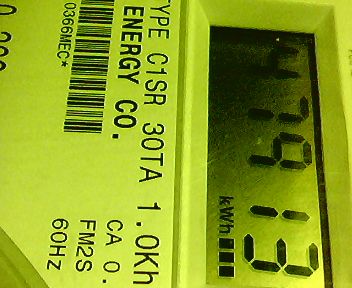 47913
kWh
TYPE C1SR 30TA 1.0Kh
ENERGY CO.
CA 0.
FM2S
60Hz
0366MEC*